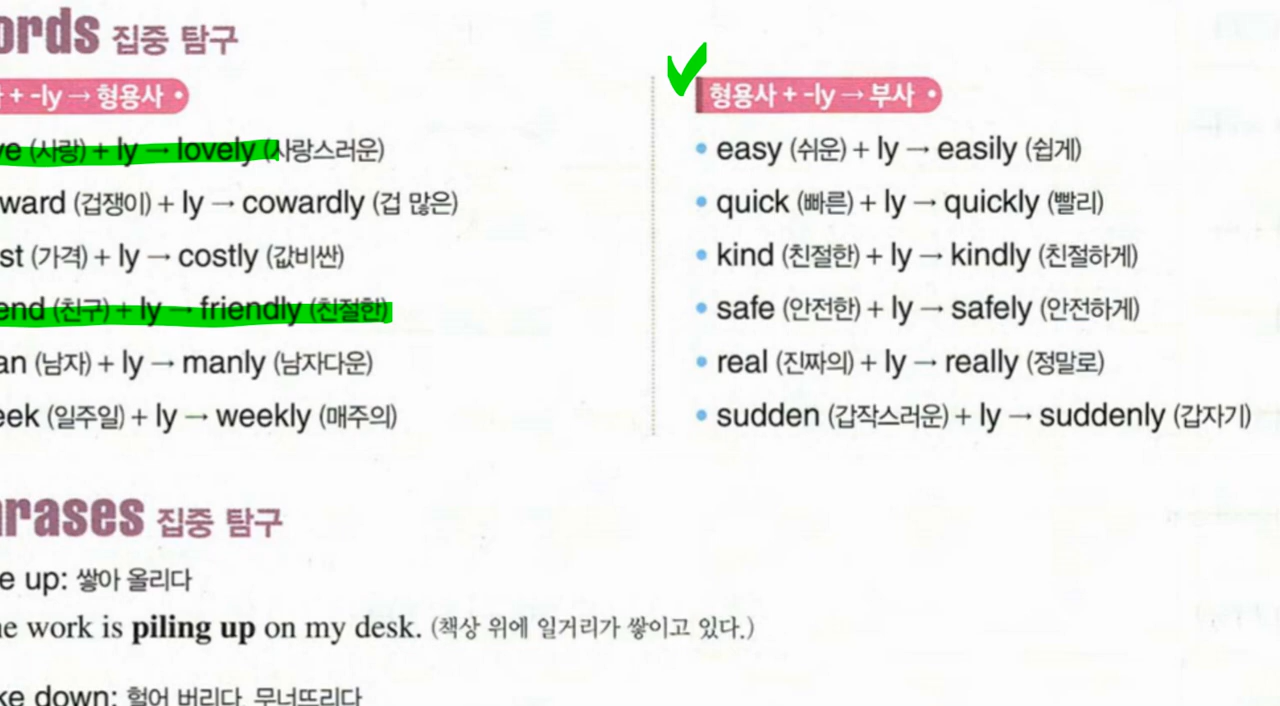 ords 집중 탐구
+ -ly → 형용사
ve (사랑) + ly → lovely (사랑스러운)
ward (겁쟁이) + ly → cowardly (겁 많은)
st (가격) + ly → costly (값비싼)
end (친구) + ly → friendly (친절한)
an (남자) + ly → manly (남자다운)
eek (일주일) + ly → weekly (매주의)
형용사 + -ly → 부사
• easy (쉬운) + ly → easily (쉽게)
• quick (빠른) + ly → quickly (빨리)
• kind (친절한) + ly → kindly (친절하게)
• safe (안전한) + ly → safely (안전하게)
• real (진짜의) + ly → really (정말로)
• sudden (갑작스러운) + ly → suddenly (갑자기)
rases 집중 탐구
e up: 쌓아 올리다
e work is piling up on my desk. (책상 위에 일거리가 쌓이고 있다.)
ke down: 헐어 버리다, 무너뜨리다